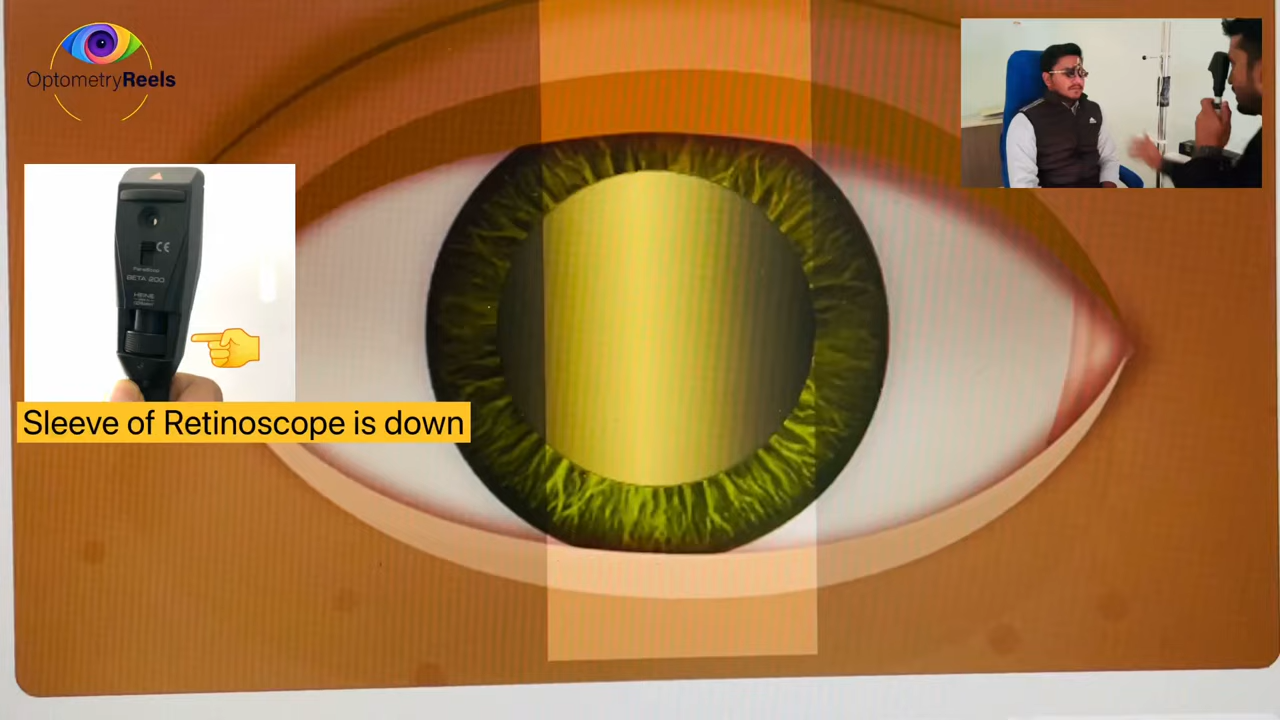 OptometryReels
CE
BETA 200
HEINE
Sleeve of Retinoscope is down